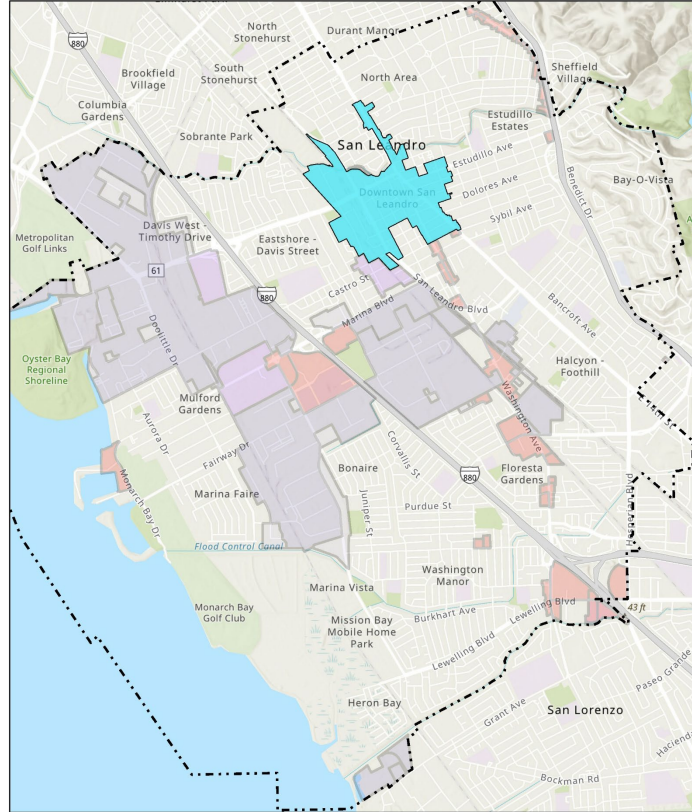 North
Stonehurst
Durant Manor
880
South
Stonehurst
North Area
Sheffield
Village
Brookfield
Village
Columbia
Gardens
Estudillo
Estates
Sobrante Park
San Leandro
Estudillo Ave
Benedict Dr
Bay-O-Vista
Dolores Ave
Downtown San
Leandro
Sybil Ave
Davis West -
Timothy Drive
Metropolitan
Golf Links
Eastshore -
Davis Street
61
Castro St
880
San Leandro Blvd
Marina Blvd
Bancroft Ave
Doolittle Dr
Oyster Bay
Regional
Shoreline
Halcyon -
Foothill
Mulford
Gardens
Washington Ave
Aurora Dr
Fairway Dr
Corvallis St
Bonaire
880
Floresta
Gardens
Hesperian Blvd
Monarch Bay Dr
Marina Faire
Juniper St
Purdue St
Flood Control Canal
Washington
Manor
Marina Vista
Monarch Bay
Golf Club
Burkhart Ave
Lewelling Blvd
43 ft
Mission Bay
Mobile Home
Park
Lewelling Blvd
Paseo Grande
Heron Bay
Grant Ave
San Lorenzo
Hacienda
Bockman Rd